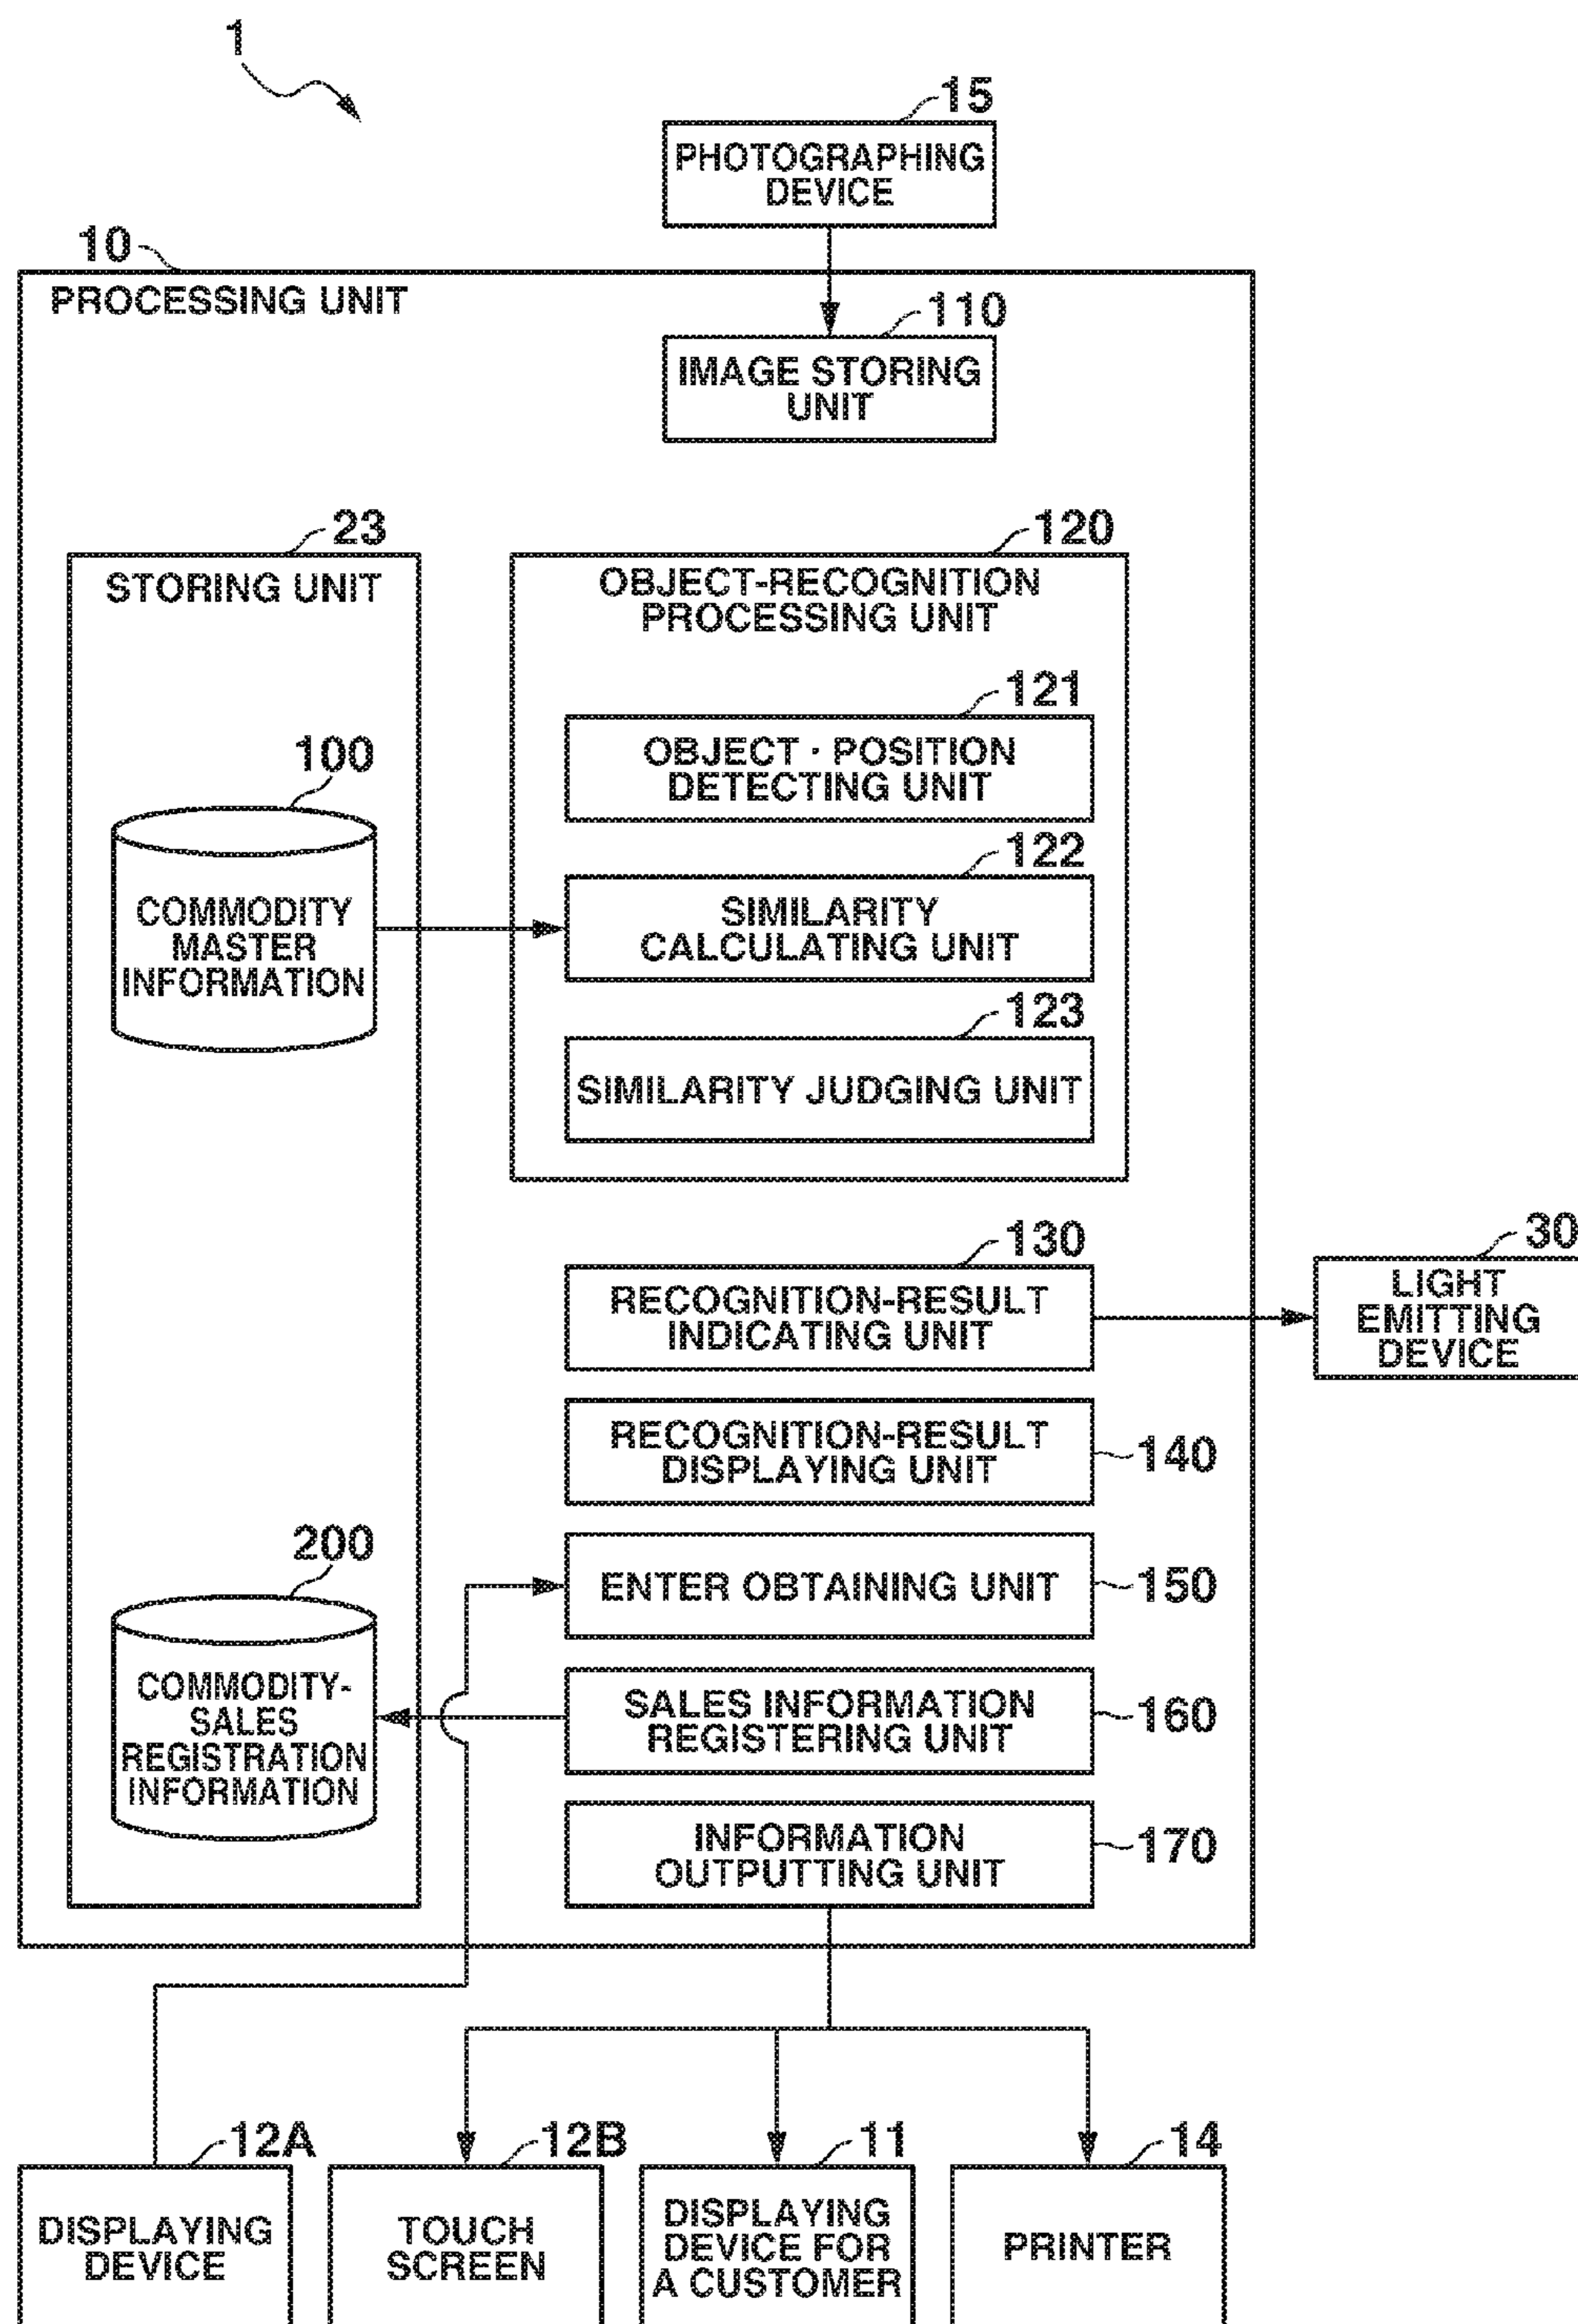 1
15
PHOTOGRAPHING
DEVICE
10
PROCESSING UNIT
110
IMAGE STORING
UNIT
23
STORING UNIT
120
OBJECT-RECOGNITION
PROCESSING UNIT
121
OBJECT · POSITION
DETECTING UNIT
100
COMMODITY
MASTER
INFORMATION
122
SIMILARITY
CALCULATING UNIT
123
SIMILARITY JUDGING UNIT
130
RECOGNITION-RESULT
INDICATING UNIT
30
LIGHT
EMITTING
DEVICE
RECOGNITION-RESULT
DISPLAYING UNIT
140
200
COMMODITY-
SALES
REGISTRATION
INFORMATION
ENTER OBTAINING UNIT
150
SALES INFORMATION
REGISTERING UNIT
160
INFORMATION
OUTPUTTING UNIT
170
12A
DISPLAYING
DEVICE
12B
TOUCH
SCREEN
11
DISPLAYING
DEVICE FOR
A CUSTOMER
14
PRINTER